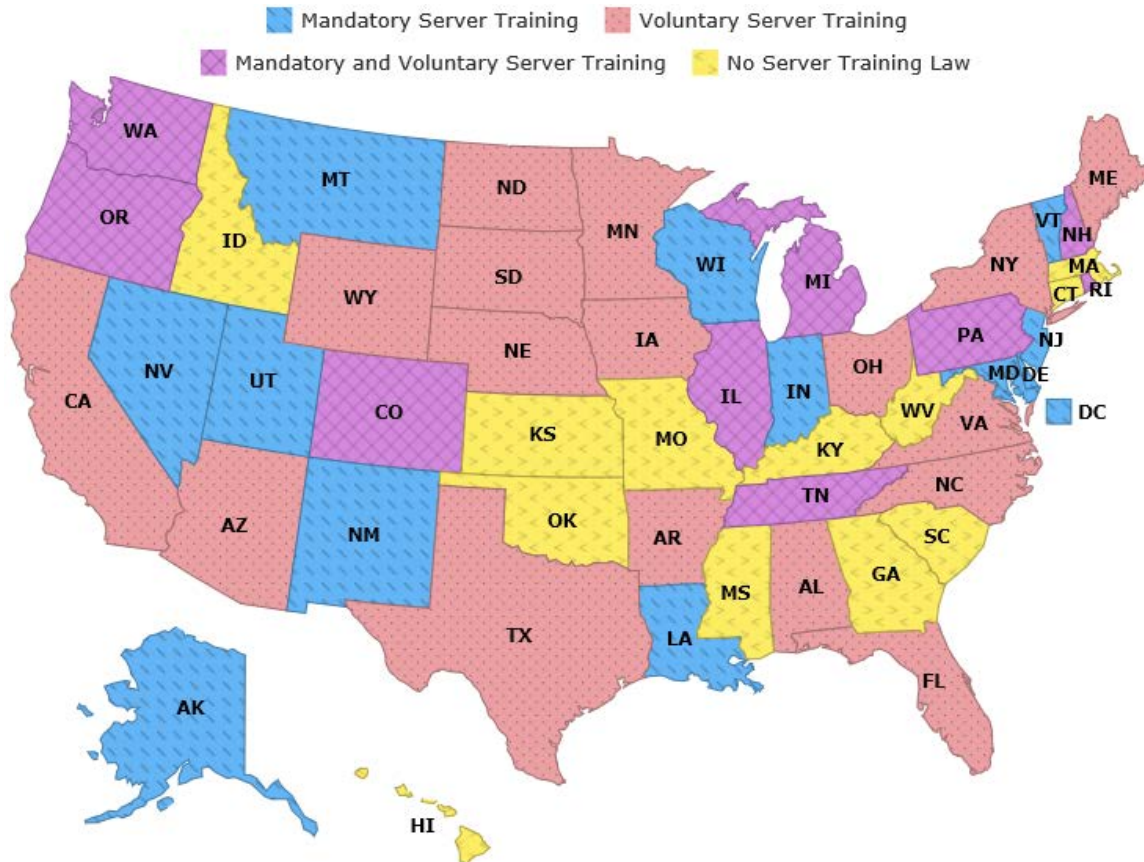 Mandatory Server Training Voluntary Server Training
Mandatory and Voluntary Server Training No Server Training Law
WA
MT
ND
ME
OR
ID
MN
VT
NH
WI
NY
MA
SD
MI
CT
RI
WY
IA
PA
NJ
NE
OH
MD
DE
NV
UT
IL
IN
CA
CO
WV
DC
VA
KS
MO
KY
NC
TN
AZ
NM
OK
AR
SC
MS
AL
GA
TX
LA
FL
AK
HI